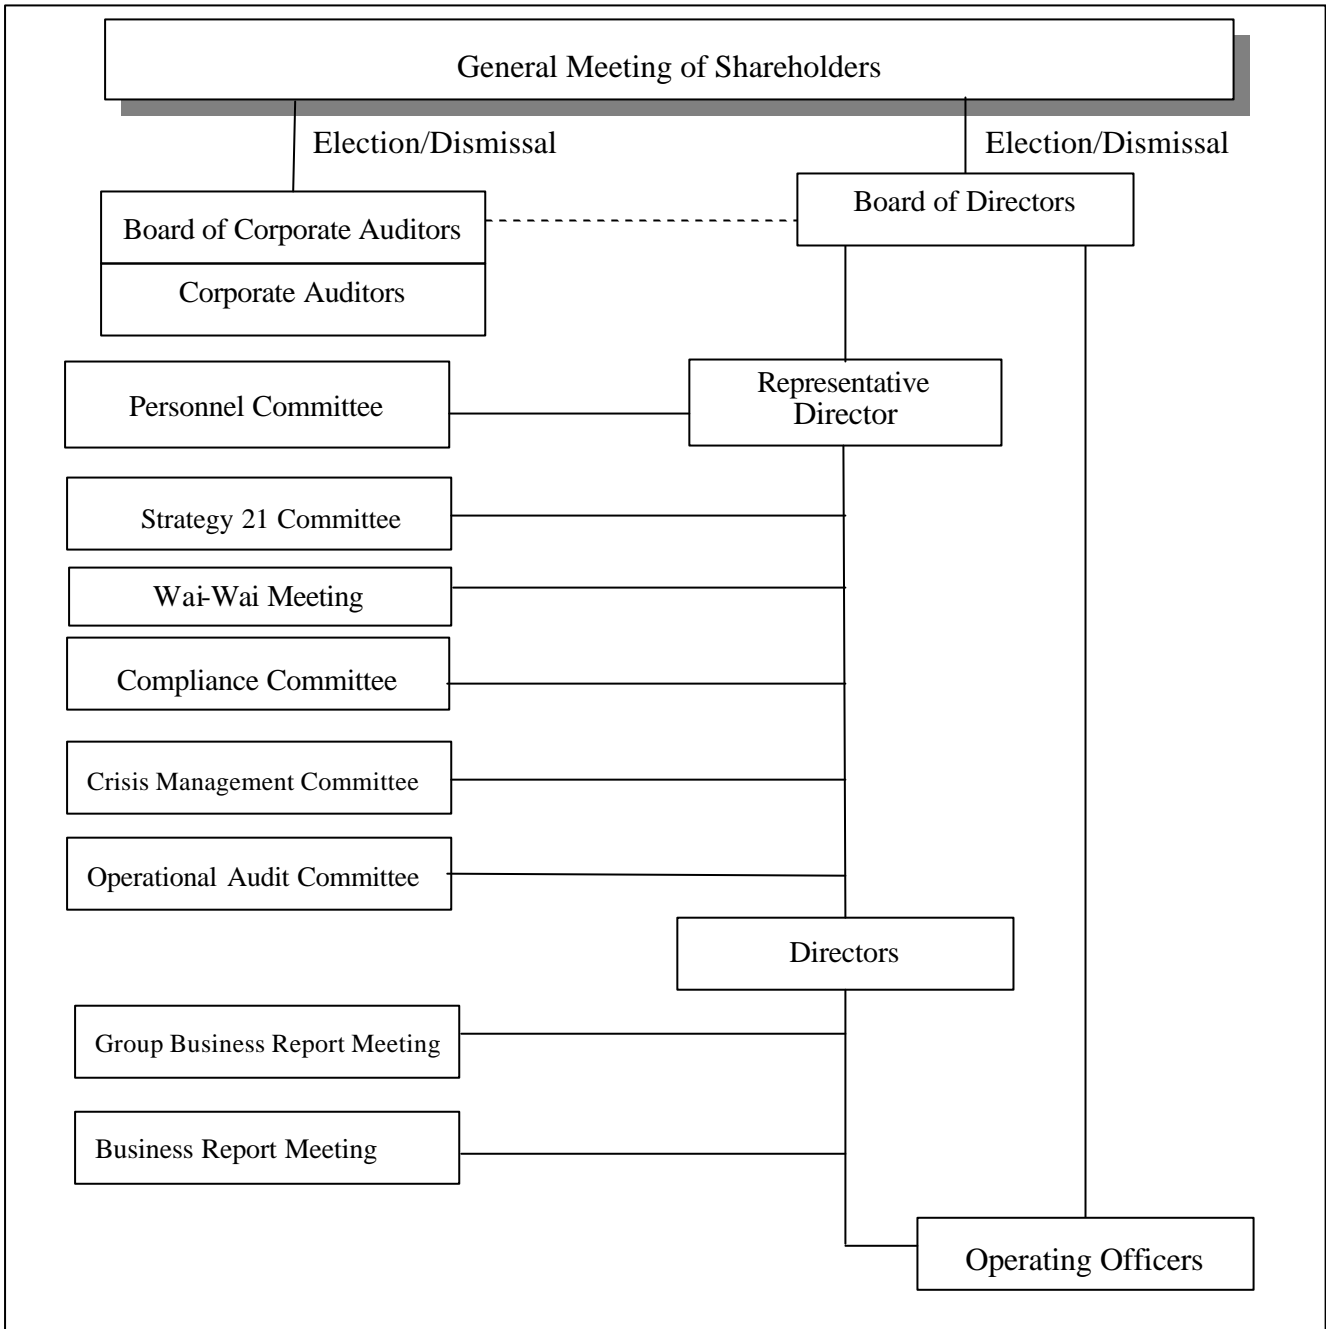 General Meeting of Shareholders
Election/Dismissal
Election/Dismissal
Board of Directors
Board of Corporate Auditors
Corporate Auditors
Representative
Director
Personnel Committee
Strategy 21 Committee
Wai-Wai Meeting
Compliance Committee
Crisis Management Committee
Operational Audit Committee
Directors
Group Business Report Meeting
Business Report Meeting
Operating Officers